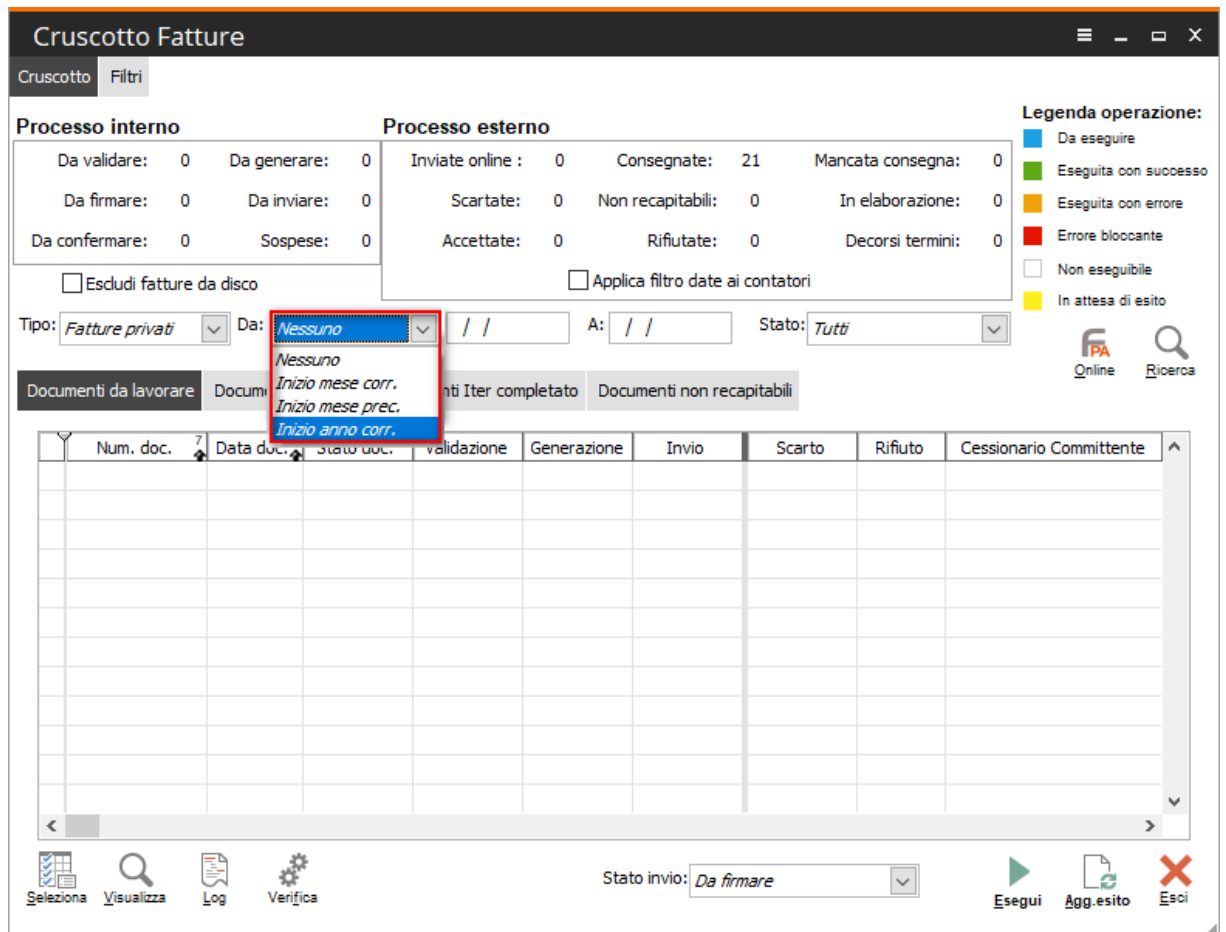 Cruscotto Fatture
Cruscotto Filtri
Processo interno
Da validare: 0 Da generare: 0
Da firmare: 0 Da inviare: 0
Da confermare: 0 Sospese: 0
Escludi fatture da disco
Processo esterno
Inviate online : 0 Consegnate: 21 Mancata consegna: 0
Scartate: 0 Non recapitabili: 0 In elaborazione: 0
Accettate: 0 Rifiutate: 0 Decorsi termini: 0
Applica filtro date ai contatori
Legenda operazione:
Da eseguire
Eseguita con successo
Eseguita con errore
Errore bloccante
Non eseguibile
In attesa di esito
Tipo: Fatture privati Da: Nessuno / / A: / / Stato: Tutti
Nessuno
Inizio mese corr.
Inizio mese prec.
Inizio anno corr.
FPA
Online Ricerca
Documenti da lavorare Docume nti Iter completato Documenti non recapitabili
Num. doc. 7 Data doc. Stato doc. Validazione Generazione Invio Scarto Rifiuto Cessionario Committente
Seleziona Visualizza Log Verifica
Stato invio: Da firmare
Esegui Agg.esito Esci